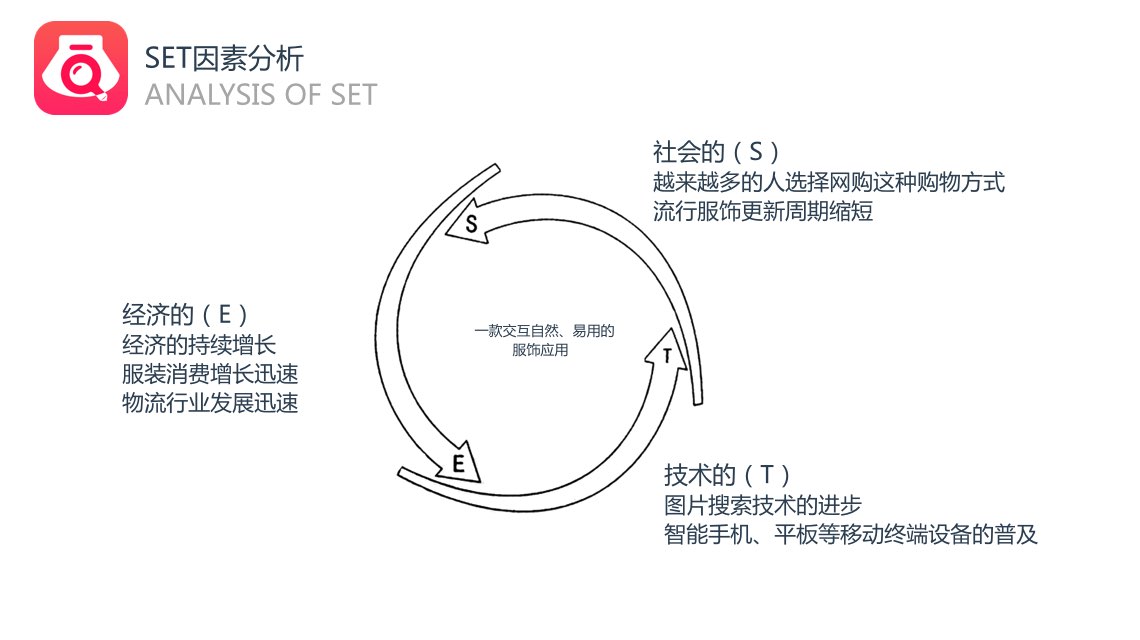 SET因素分析
ANALYSIS OF SET
社会的（S）
越来越多的人选择网购这种购物方式
流行服饰更新周期缩短
S
经济的（E）
经济的持续增长
服装消费增长迅速
物流行业发展迅速
一款交互自然、易用的
服饰应用
T
E
技术的（T）
图片搜索技术的进步
智能手机、平板等移动终端设备的普及